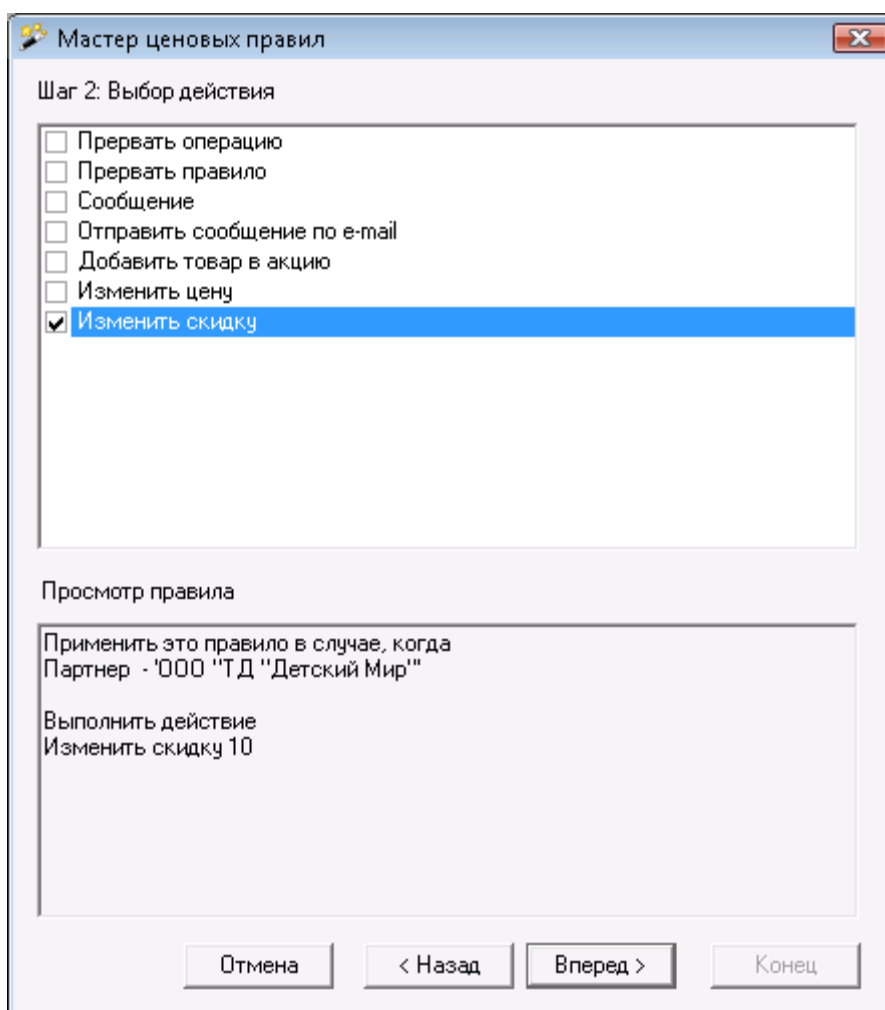 Мастер ценовых правил
Шаг 2: Выбор действия
Прервать операцию
Прервать правило
Сообщение
Отправить сообщение по e-mail
Добавить товар в акцию
Изменить цену
Изменить скидку
Просмотр правила
Применить это правило в случае, когда
Партнер - 'ООО "ТД "Детский Мир'"
Выполнить действие
Изменить скидку 10
Отмена
< Назад
Вперед >
Конец